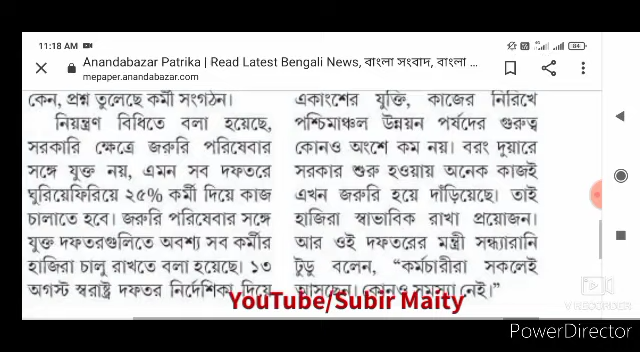 11:18 AM
84
Anandabazar Patrika | Read Latest Bengali News, বাংলা সংবাদ, বাংলা ...
mepaper.anandabazar.com
কেন, প্রশ্ন তুলেছে কর্মী সংগঠন।
নিয়ন্ত্রণ বিধিতে বলা হয়েছে,
সরকারি ক্ষেত্রে জরুরি পরিষেবার
সঙ্গে যুক্ত নয়, এমন সব দফতরে
ঘুরিয়েফিরিয়ে ২৫% কর্মী দিয়ে কাজ
চালাতে হবে। জরুরি পরিষেবার সঙ্গে
যুক্ত দফতরগুলিতে অবশ্য সব কর্মীর
হাজিরা চালু রাখতে বলা হয়েছে। ১৩
অগস্ট স্বরাষ্ট্র দফতর নির্দেশিকা দিয়ে
একাংশের যুক্তি, কাজের নিরিখে
পশ্চিমাঞ্চল উন্নয়ন পর্ষদের গুরুত্ব
কোনও অংশে কম নয়। বরং দুয়ারে
সরকার শুরু হওয়ায় অনেক কাজই
এখন জরুরি হয়ে দাঁড়িয়েছে। তাই
হাজিরা স্বাভাবিক রাখা প্রয়োজন।
আর ওই দফতরের মন্ত্রী সন্ধ্যারানি
টুডু বলেন, “কর্মচারীরা সকলেই
আসছেন। কোনও সমস্যা নেই।”
YouTube/Subir Maity
VRECORDER
PowerDirector